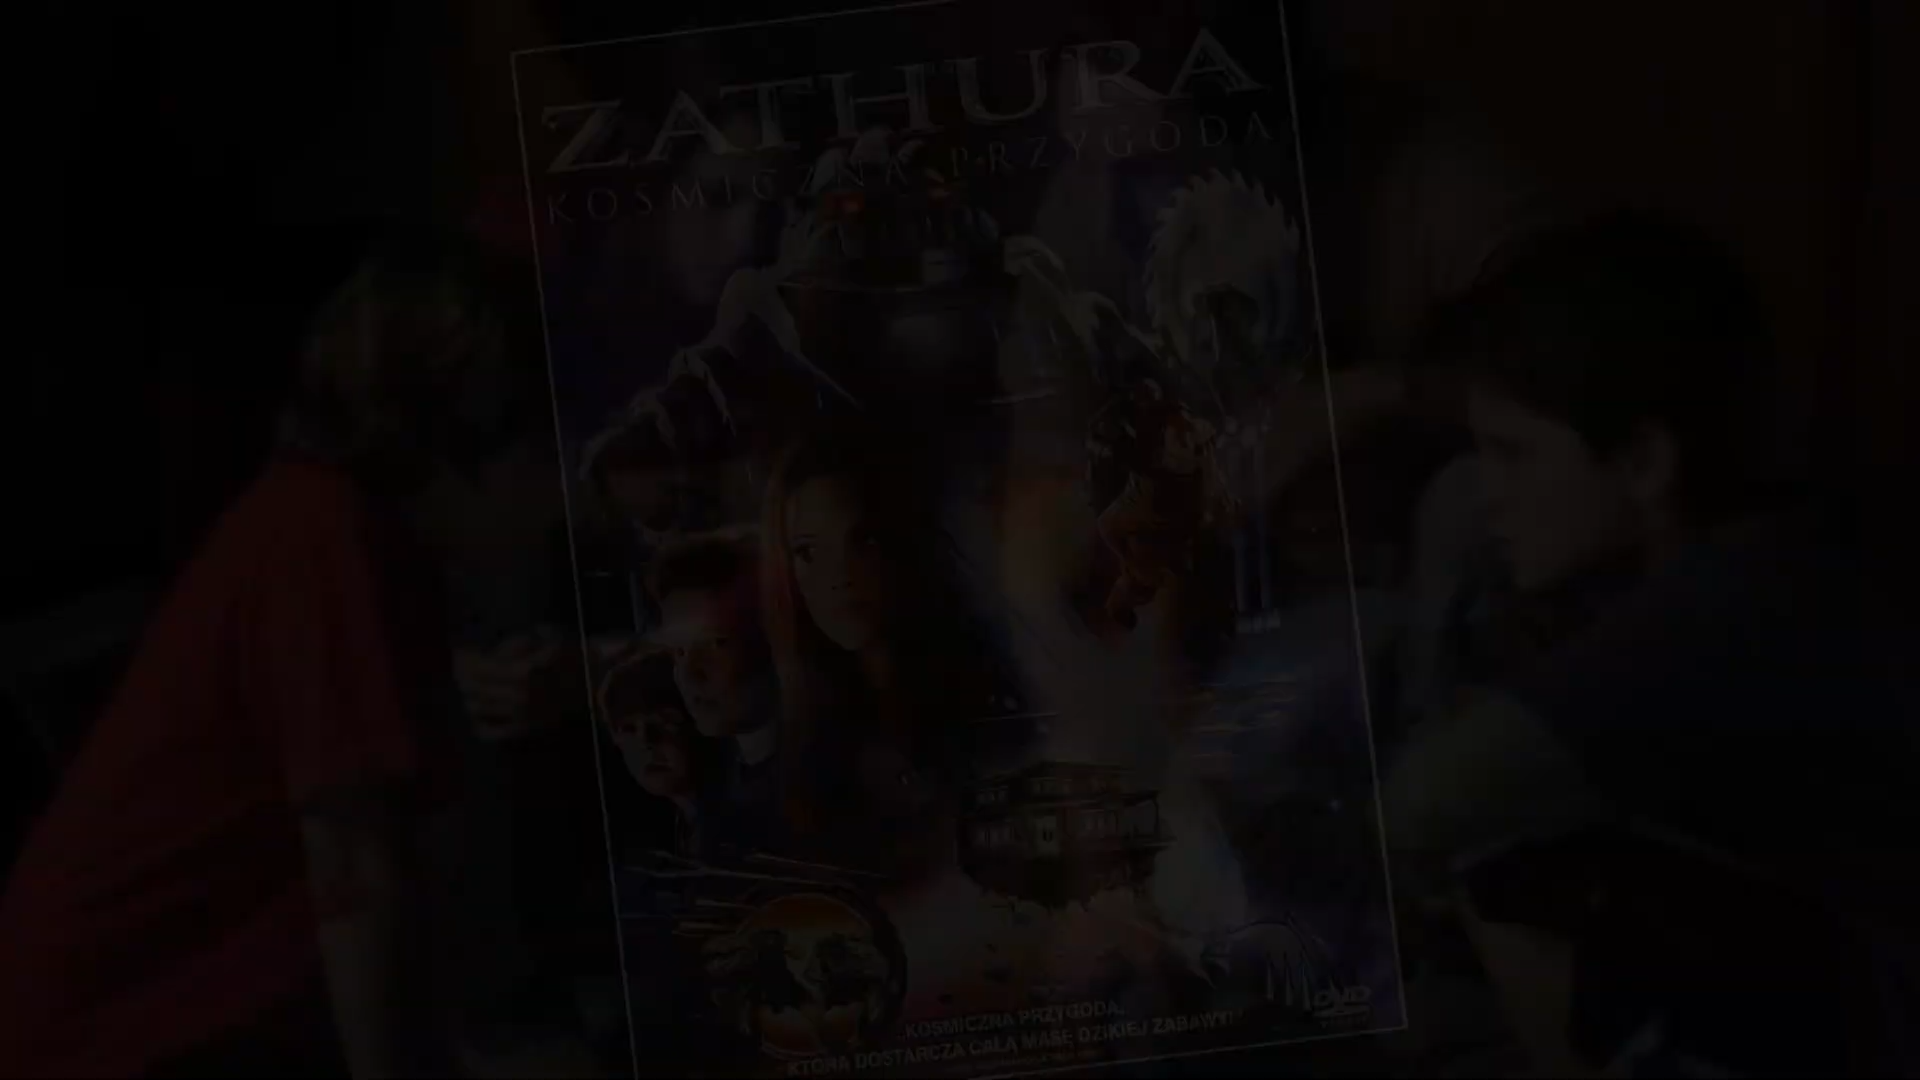 ZATHURA
KOSMICZNA PRZYGODA
..KOSMICZNA PRZYGODA,
KTÓRA DOSTARCZA CAŁĄ MASĘ DZIKIEJ ZABAWY!"
DVD